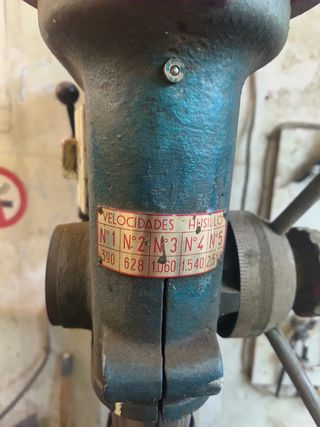 VELOCIDADES HUSILLO
Nº1 Nº2 Nº3 Nº4 Nº5
390 628 1.060 1.540